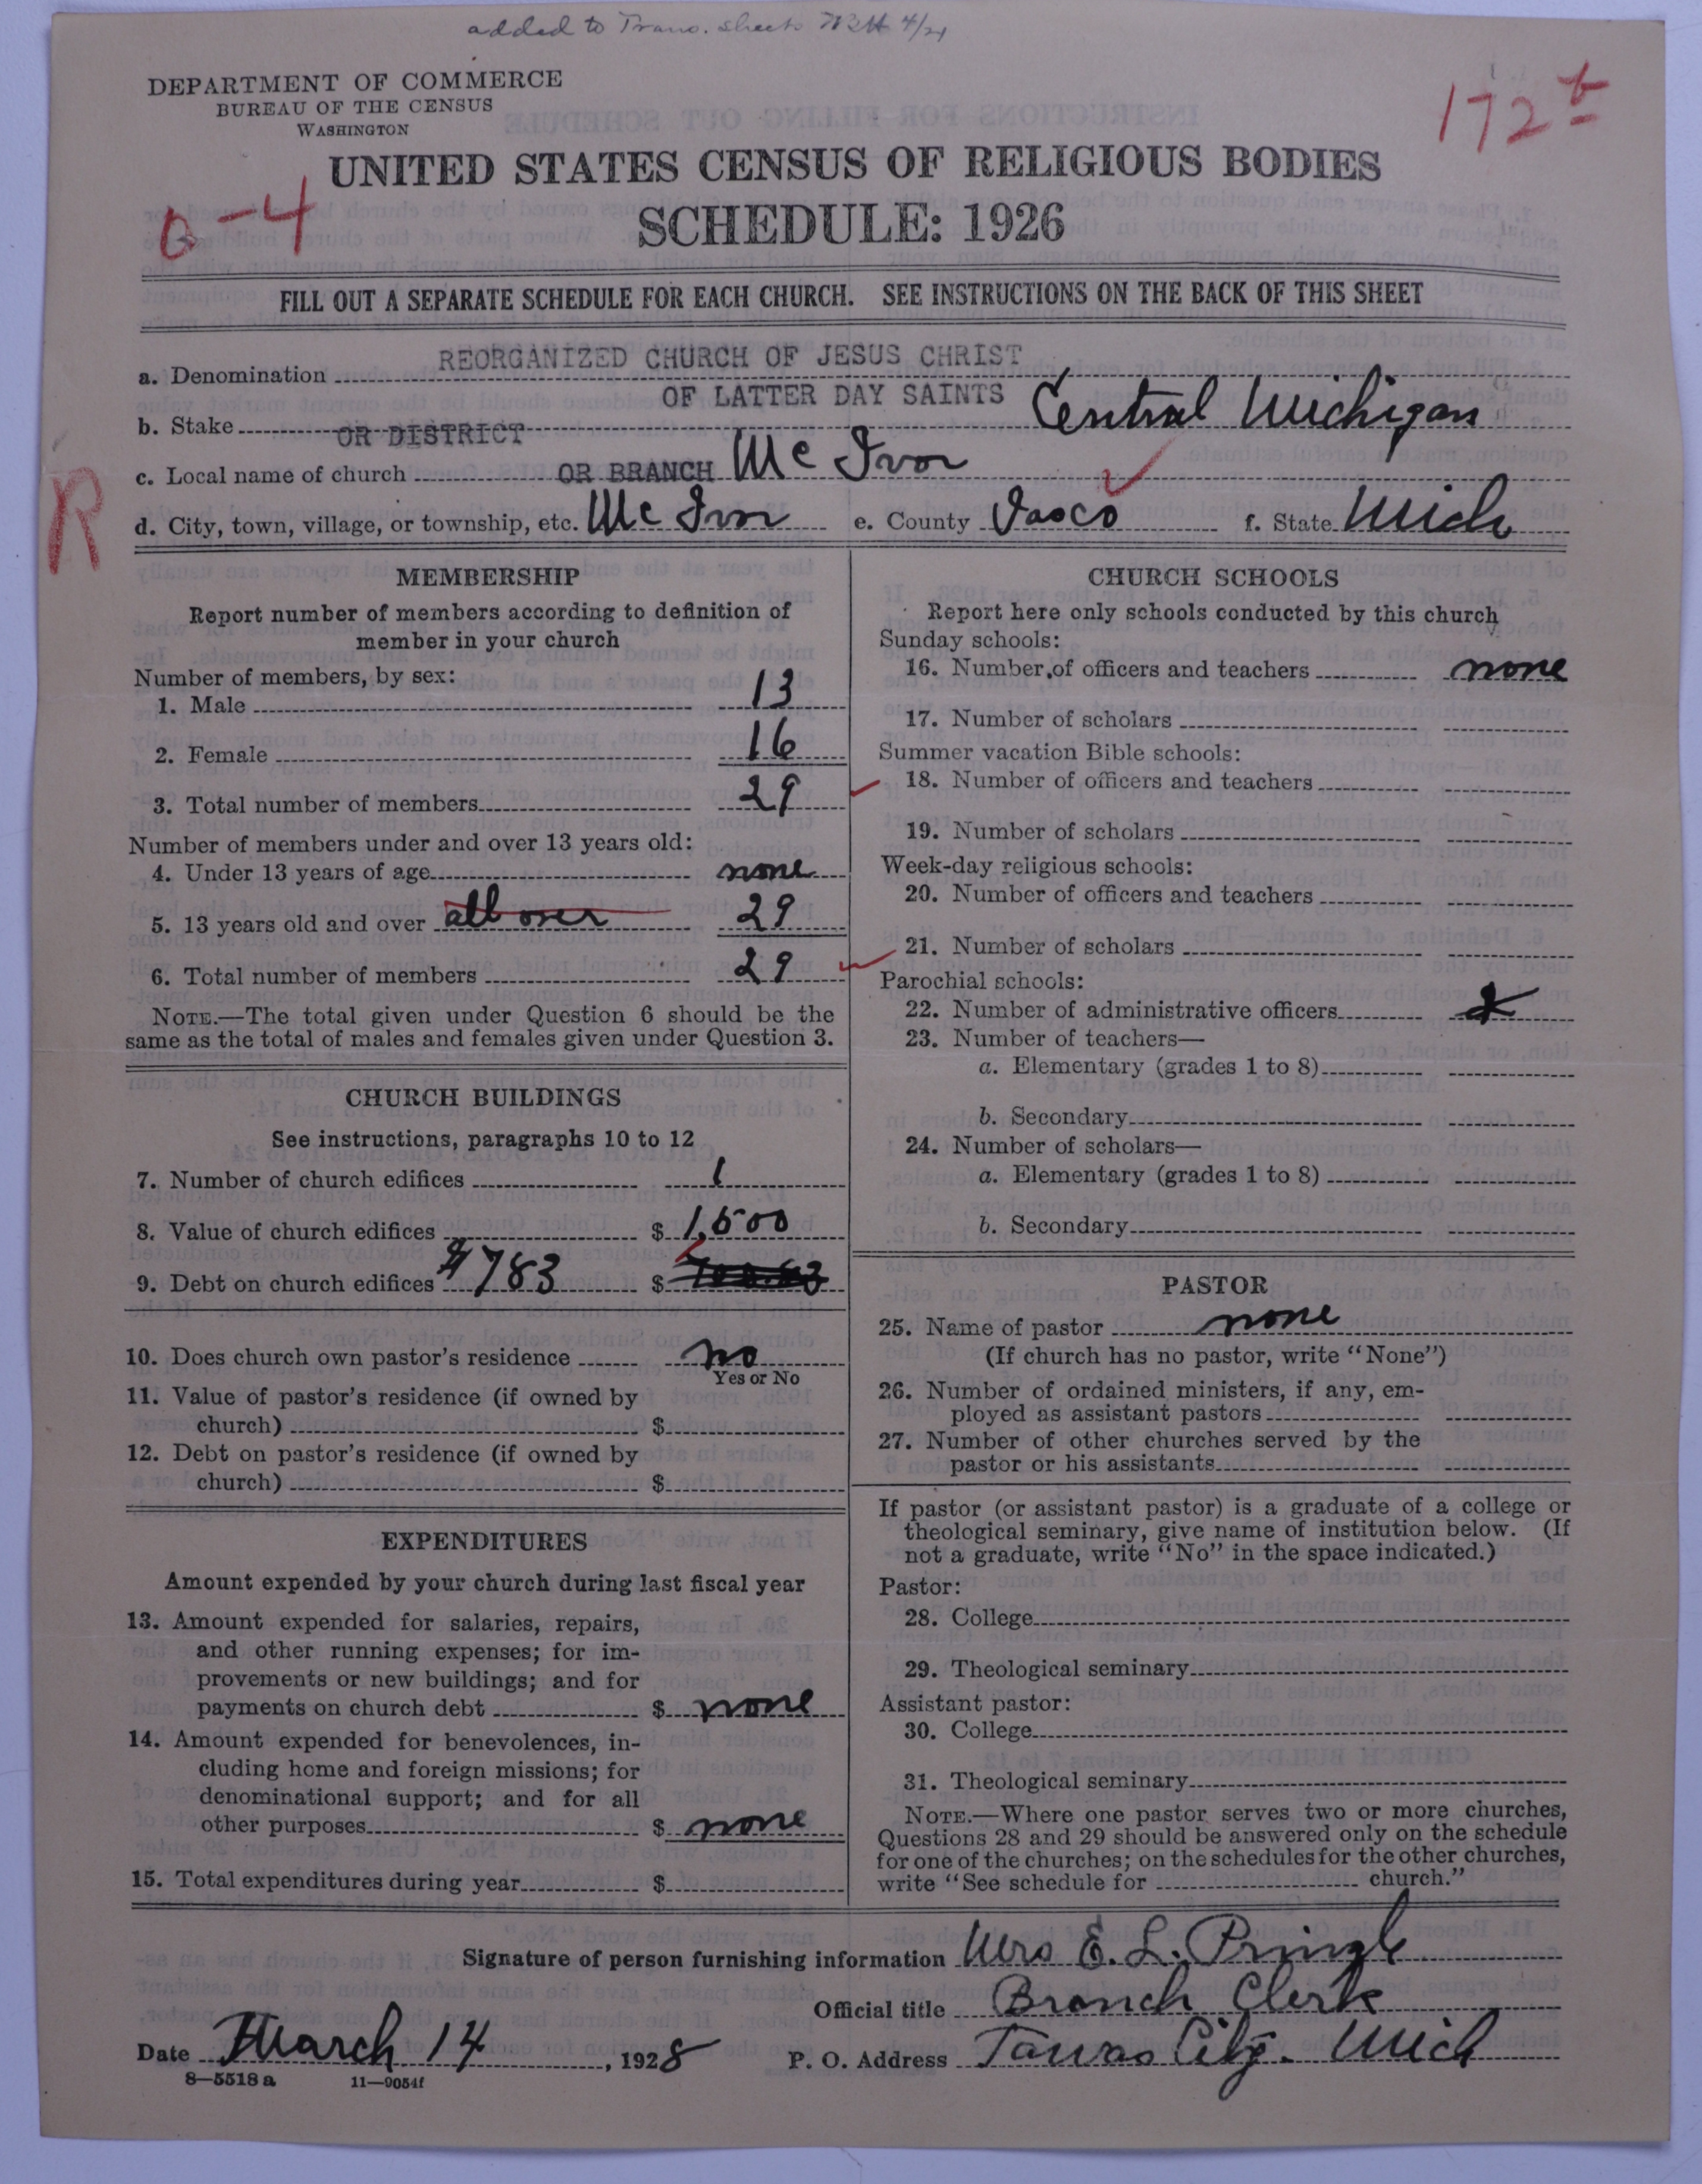 added to Trans. sheets 4/21
DEPARTMENT OF COMMERCE
BUREAU OF THE CENSUS
WASHINGTON
172
UNITED STATES CENSUS OF RELIGIOUS BODIES
0-4
SCHEDULE: 1926
FILL OUT A SEPARATE SCHEDULE FOR EACH CHURCH. SEE INSTRUCTIONS ON THE BACK OF THIS SHEET
a. Denomination REORGANIZED CHURCH OF JESUS CHRIST
OF LATTER DAY SAINTS
b. Stake OR DISTRICT Central Michigan
c. Local name of church OR BRANCH Mc Ivor
R
d. City, town, village, or township, etc. Mc Ivor e. County Iosco f. State Mich
MEMBERSHIP
Report number of members according to definition of
member in your church
Number of members, by sex:
1. Male 13
2. Female 16
3. Total number of members 29
Number of members under and over 13 years old:
4. Under 13 years of age none
5. 13 years old and over all over 29
6. Total number of members 29
NOTE.—The total given under Question 6 should be the
same as the total of males and females given under Question 3.
CHURCH BUILDINGS
See instructions, paragraphs 10 to 12
7. Number of church edifices 1
8. Value of church edifices $ 1,500
9. Debt on church edifices $783 $
10. Does church own pastor's residence no
Yes or No
11. Value of pastor's residence (if owned by
church) $
12. Debt on pastor's residence (if owned by
church) $
EXPENDITURES
Amount expended by your church during last fiscal year
13. Amount expended for salaries, repairs,
and other running expenses; for im-
provements or new buildings; and for
payments on church debt $ none
14. Amount expended for benevolences, in-
cluding home and foreign missions; for
denominational support; and for all
other purposes $ none
15. Total expenditures during year $
CHURCH SCHOOLS
Report here only schools conducted by this church
Sunday schools:
16. Number of officers and teachers none
17. Number of scholars
Summer vacation Bible schools:
18. Number of officers and teachers
19. Number of scholars
Week-day religious schools:
20. Number of officers and teachers
21. Number of scholars
Parochial schools:
22. Number of administrative officers
23. Number of teachers—
a. Elementary (grades 1 to 8)
b. Secondary
24. Number of scholars—
a. Elementary (grades 1 to 8)
b. Secondary
PASTOR
25. Name of pastor none
(If church has no pastor, write "None")
26. Number of ordained ministers, if any, em-
ployed as assistant pastors
27. Number of other churches served by the
pastor or his assistants
If pastor (or assistant pastor) is a graduate of a college or
theological seminary, give name of institution below. (If
not a graduate, write "No" in the space indicated.)
Pastor:
28. College
29. Theological seminary
Assistant pastor:
30. College
31. Theological seminary
NOTE.—Where one pastor serves two or more churches,
Questions 28 and 29 should be answered only on the schedule
for one of the churches; on the schedules for the other churches,
write "See schedule for church."
Signature of person furnishing information Mrs E. L. Pringle
Official title Branch Clerk
Date March 14, 1928 P. O. Address Tawas City. Mich
8—5518 a 11—9054f